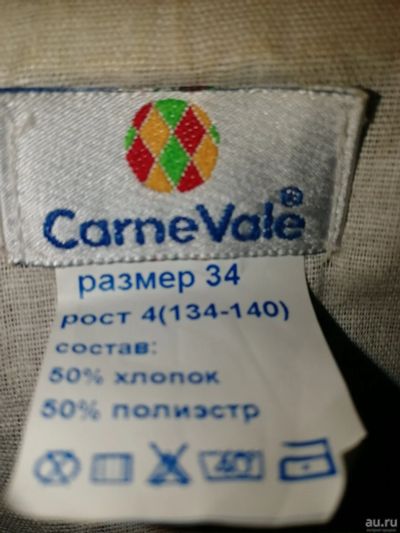 CarneVale®
размер 34
рост 4(134-140)
состав:
50% хлопок
50% полиэстр
40°
au.ru